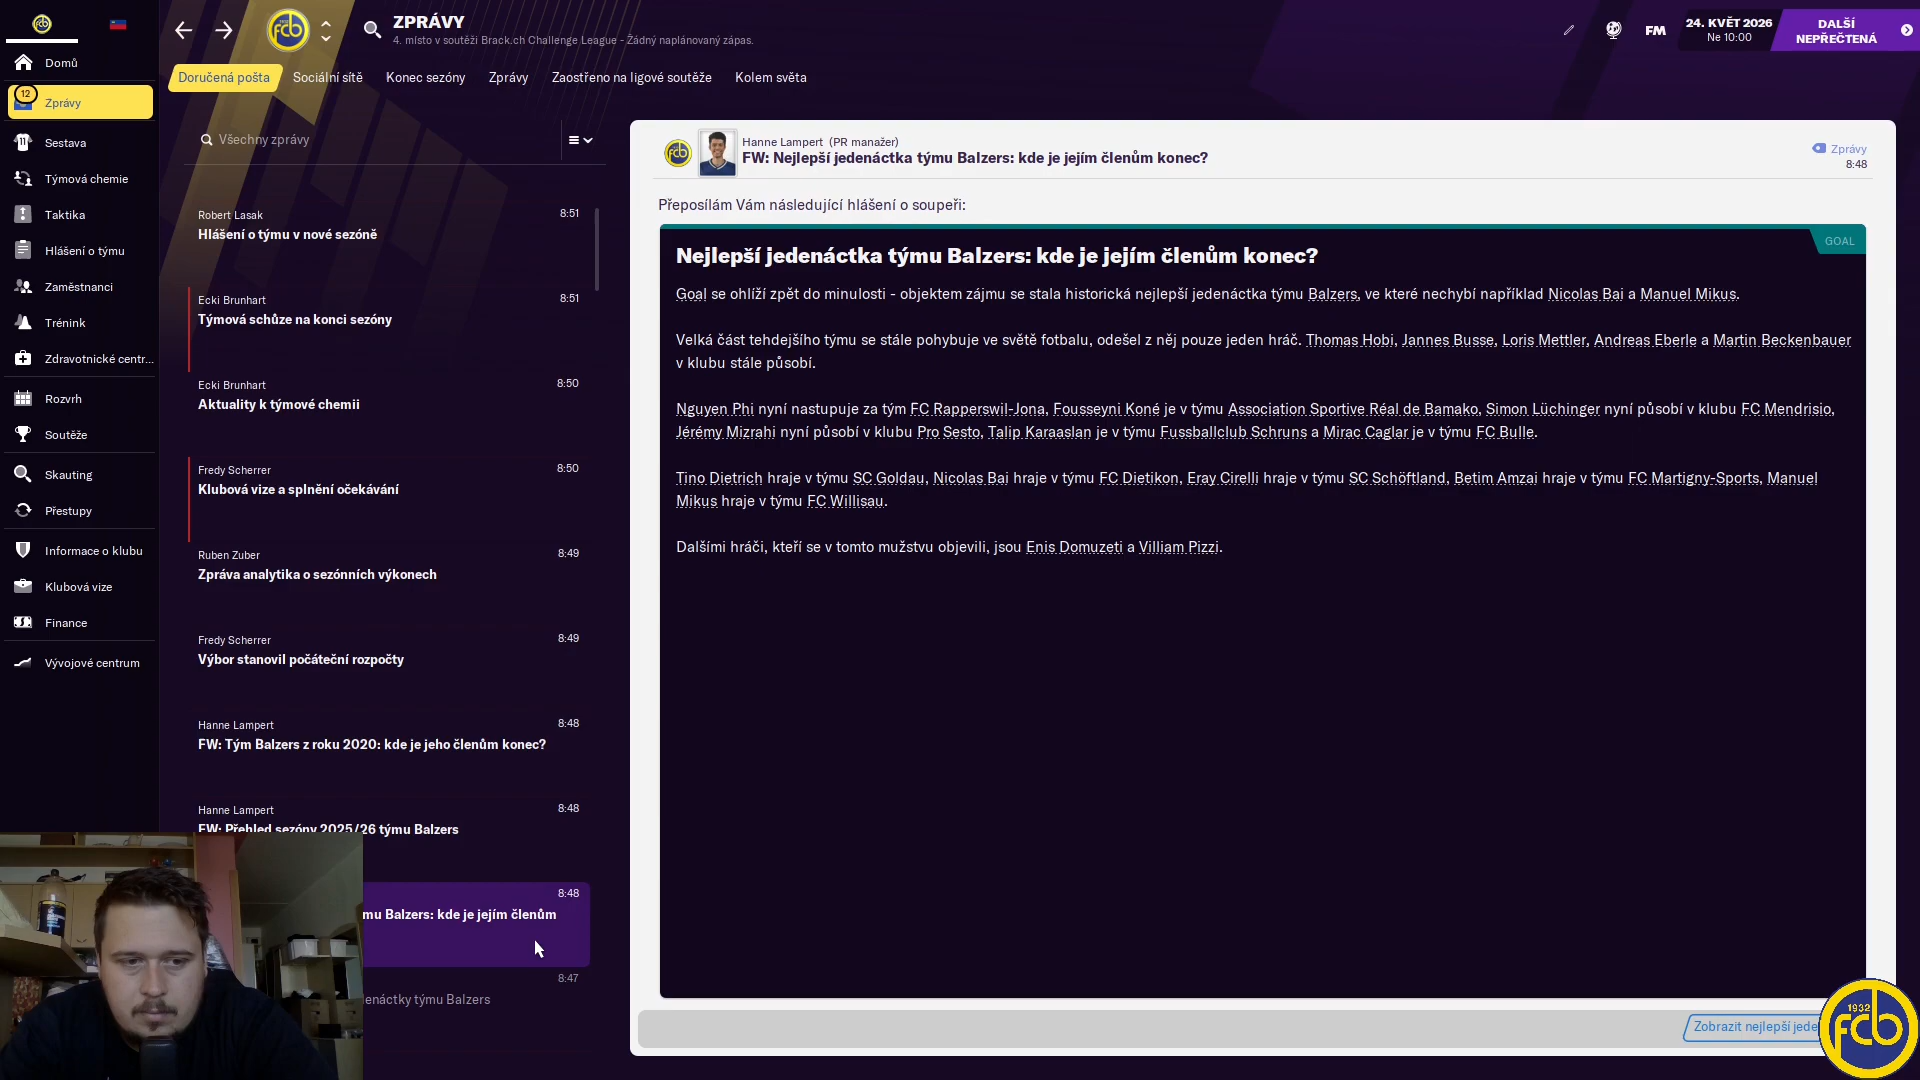 Domů
12
Zprávy
Sestava
Týmová chemie
Taktika
Hlášení o týmu
Zaměstnanci
Trénink
Zdravotnické centr...
Rozvrh
Soutěže
Skauting
Přestupy
Informace o klubu
Klubová vize
Finance
Vývojové centrum
ZPRÁVY
4. místo v soutěži Brack.ch Challenge League - Žádný naplánovaný zápas.
FM
24. KVĚT 2026
Ne 10:00
DALŠÍ
NEPŘEČTENÁ
Doručená pošta
Sociální sítě
Konec sezóny
Zprávy
Zaostřeno na ligové soutěže
Kolem světa
Všechny zprávy
Robert Lasak
8:51
Hlášení o týmu v nové sezóně
Ecki Brunhart
8:51
Týmová schůze na konci sezóny
Ecki Brunhart
8:50
Aktuality k týmové chemii
Fredy Scherrer
8:50
Klubová vize a splnění očekávání
Ruben Zuber
8:49
Zpráva analytika o sezónních výkonech
Fredy Scherrer
8:49
Výbor stanovil počáteční rozpočty
Hanne Lampert
8:48
FW: Tým Balzers z roku 2020: kde je jeho členům konec?
Hanne Lampert
8:48
FW: Přehled sezóny 2025/26 týmu Balzers
8:48
mu Balzers: kde je jejím členům
8:47
enáctky týmu Balzers
Hanne Lampert (PR manažer)
FW: Nejlepší jedenáctka týmu Balzers: kde je jejím členům konec?
Zprávy
8:48
Přeposílám Vám následující hlášení o soupeři:
GOAL
Nejlepší jedenáctka týmu Balzers: kde je jejím členům konec?
Goal se ohlíží zpět do minulosti - objektem zájmu se stala historická nejlepší jedenáctka týmu Balzers, ve které nechybí například Nicolas Bai a Manuel Mikus.
Velká část tehdejšího týmu se stále pohybuje ve světě fotbalu, odešel z něj pouze jeden hráč. Thomas Hobi, Jannes Busse, Loris Mettler, Andreas Eberle a Martin Beckenbauer
v klubu stále působí.
Nguyen Phi nyní nastupuje za tým FC Rapperswil-Jona, Fousseyni Koné je v týmu Association Sportive Réal de Bamako, Simon Lüchinger nyní působí v klubu FC Mendrisio,
Jérémy Mizrahi nyní působí v klubu Pro Sesto, Talip Karaaslan je v týmu Fussballclub Schruns a Mirac Caglar je v týmu FC Bulle.
Tino Dietrich hraje v týmu SC Goldau, Nicolas Bai hraje v týmu FC Dietikon, Eray Cirelli hraje v týmu SC Schöftland, Betim Amzai hraje v týmu FC Martigny-Sports, Manuel
Mikus hraje v týmu FC Willisau.
Dalšími hráči, kteří se v tomto mužstvu objevili, jsou Enis Domuzeti a Villiam Pizzi.
Zobrazit nejlepší jede
1932
fcb